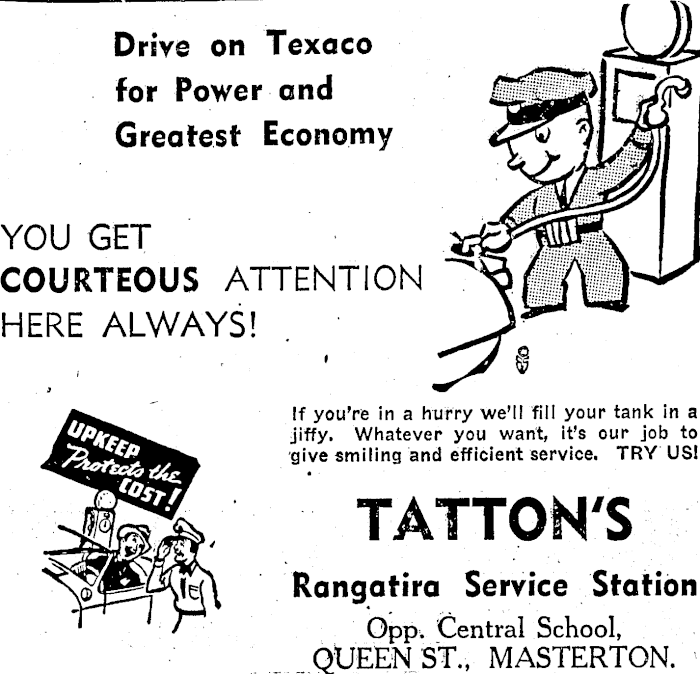 Drive on Texaco
for Power and
Greatest Economy
YOU GET
COURTEOUS ATTENTION
HERE ALWAYS!
If you're in a hurry we'll fill your tank in a
jiffy. Whatever you want, it's our job to
give smiling and efficient service. TRY US!
UPKEEP
Protects the
COST!
TATTON'S
Rangatira Service Station
Opp. Central School,
QUEEN ST., MASTERTON.